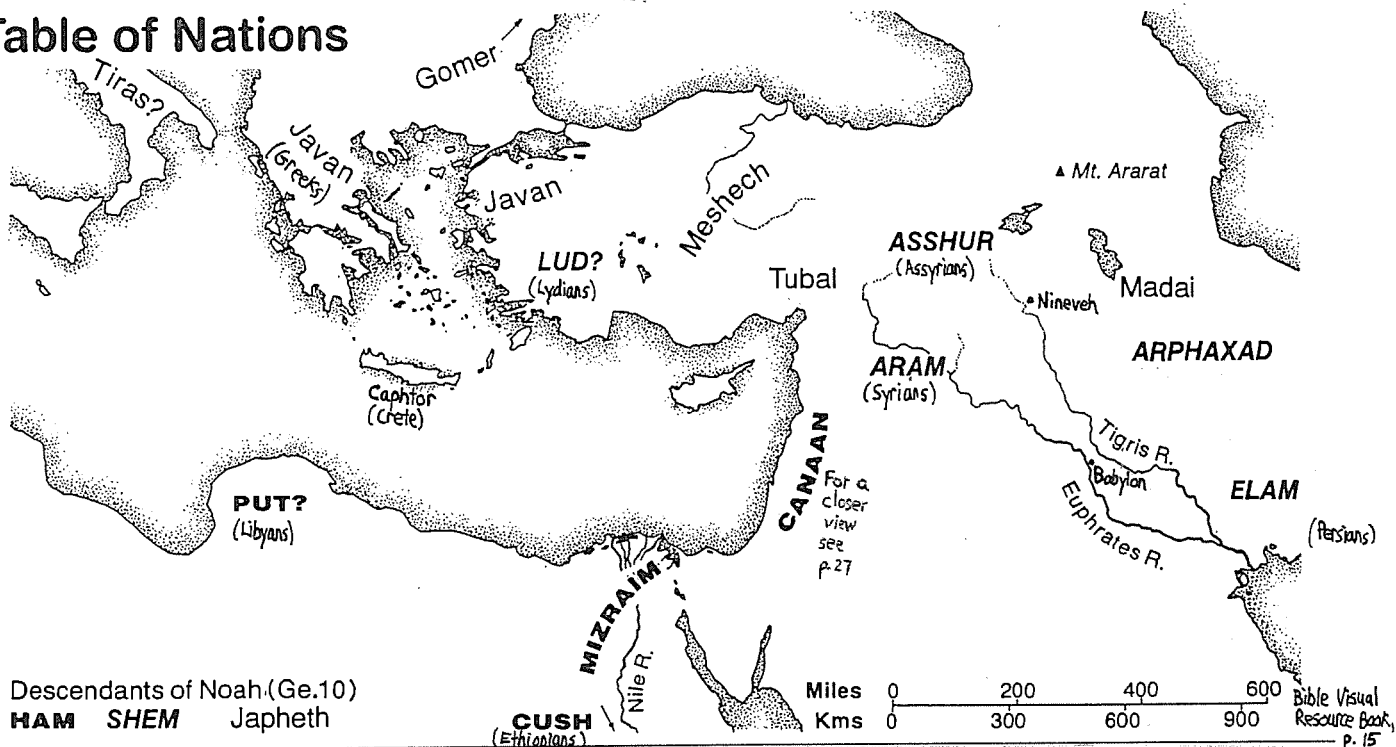 Table of Nations
Gomer
Tiras?
Javan
(Greeks)
Javan
Meshech
Mt. Ararat
ASSHUR
(Assyrians)
LUD?
(Lydians)
Tubal
Madai
Nineveh
ARPHAXAD
ARAM
(Syrians)
Caphtor
(Crete)
Tigris R.
Babylon
Euphrates R.
ELAM
(Persians)
CANAAN
For a
closer
view
see
p.27
PUT?
(Libyans)
MIZRAIM
Nile R.
CUSH
(Ethiopians)
Descendants of Noah (Ge.10)
HAM SHEM Japheth
Miles 0 200 400 600
Kms 0 300 600 900
Bible Visual
Resource Book,
p. 15